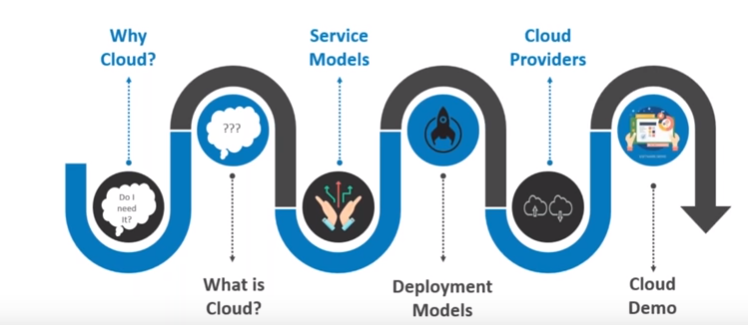 Why
Cloud?
Service
Models
Cloud
Providers
???
Do I
need
it?
What is
Cloud?
Deployment
Models
Cloud
Demo